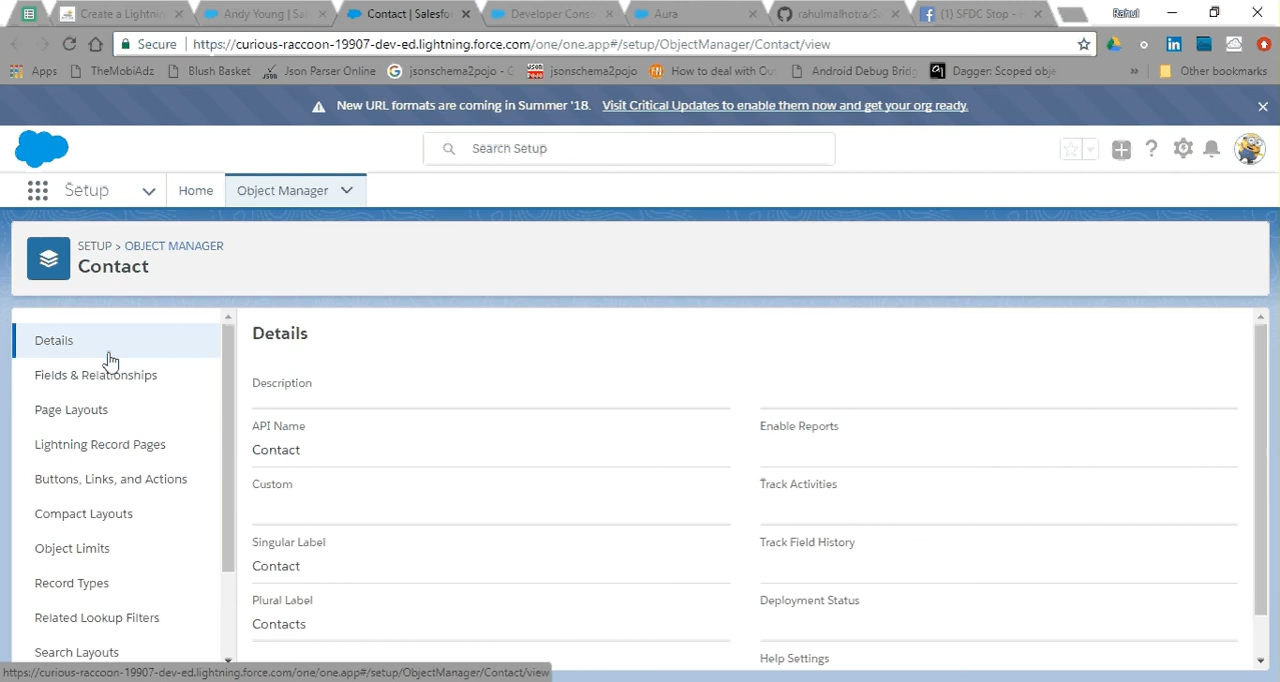 Create a Lightnin
Andy Young | Sal
Contact | Salesfo
Developer Conso
Aura
rahulmalhotra/S
(1) SFDC Stop -
Rahul
Secure
https://curious-raccoon-19907-dev-ed.lightning.force.com/one/one.app#/setup/ObjectManager/Contact/view
Apps
TheMobiAdz
Blush Basket
Json Parser Online
jsonschema2pojo - G
jsonschema2pojo
How to deal with Ou
Android Debug Bridg
Dagger: Scoped obje
»
Other bookmarks
New URL formats are coming in Summer '18. Visit Critical Updates to enable them now and get your org ready.
Search Setup
Setup
Home
Object Manager
SETUP > OBJECT MANAGER
Contact
Details
Fields & Relationships
Page Layouts
Lightning Record Pages
Buttons, Links, and Actions
Compact Layouts
Object Limits
Record Types
Related Lookup Filters
Search Layouts
Details
Description
API Name
Contact
Custom
Singular Label
Contact
Plural Label
Contacts
Enable Reports
Track Activities
Track Field History
Deployment Status
Help Settings
https://curious-raccoon-19907-dev-ed.lightning.force.com/one/one.app#/setup/ObjectManager/Contact/view